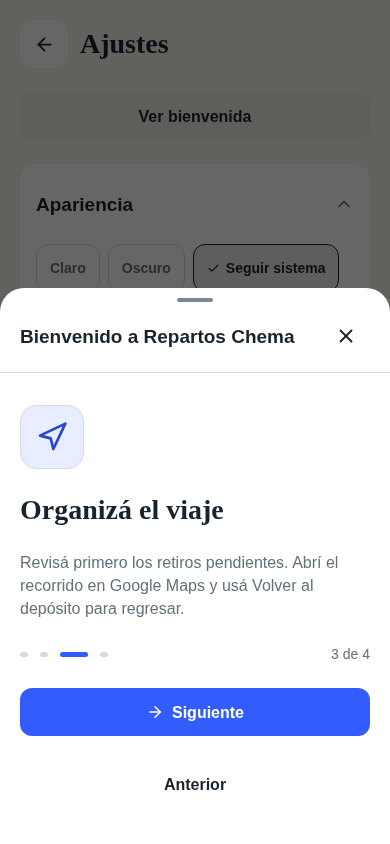 Ajustes
Ver bienvenida
Apariencia
Claro
Oscuro
Seguir sistema
Bienvenido a Repartos Chema
Organizá el viaje
Revisá primero los retiros pendientes. Abrí el
recorrido en Google Maps y usá Volver al
depósito para regresar.
3 de 4
Siguiente
Anterior